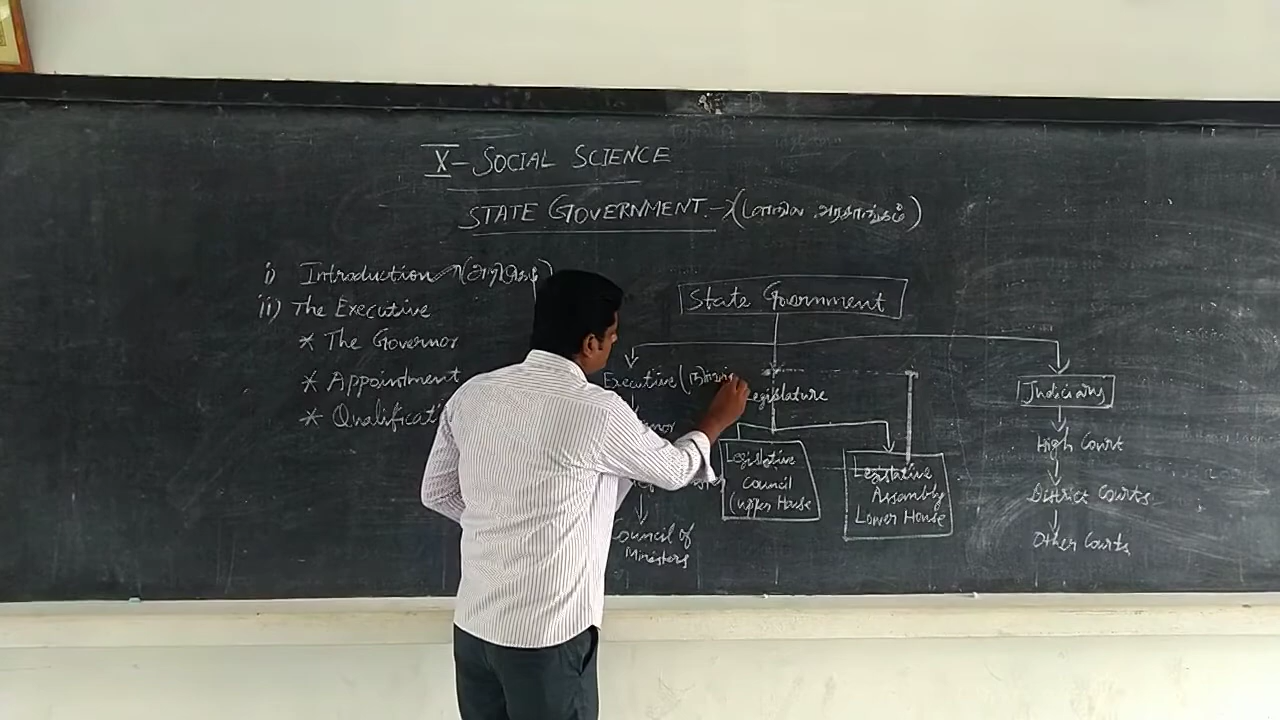 X - SOCIAL SCIENCE
STATE GOVERNMENT. → (மாநில அரசாங்கம்)
i) Introduction → (அறிமுகம்)
ii) The Executive
* The Governor
* Appointment
* Qualificati
State Government
Executive
Council of
Ministers
Legislature
Legislative
Council
(upper House
Legislative
Assembly
Lower House
Judiciary
High Court
District Courts
Other Courts